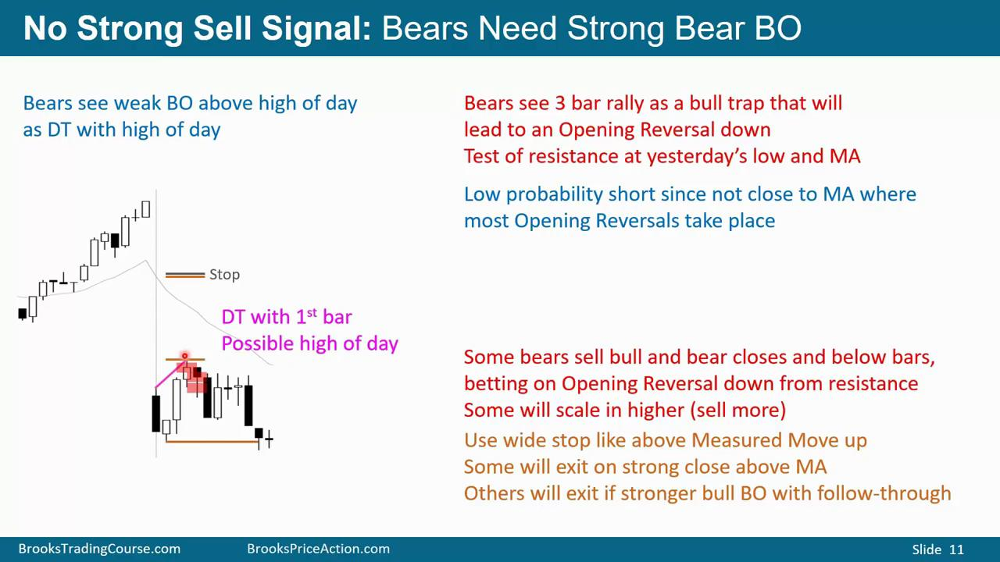 No Strong Sell Signal: Bears Need Strong Bear BO
Bears see weak BO above high of day
as DT with high of day
Bears see 3 bar rally as a bull trap that will
lead to an Opening Reversal down
Test of resistance at yesterday's low and MA
Low probability short since not close to MA where
most Opening Reversals take place
Stop
DT with 1st bar
Possible high of day
Some bears sell bull and bear closes and below bars,
betting on Opening Reversal down from resistance
Some will scale in higher (sell more)
Use wide stop like above Measured Move up
Some will exit on strong close above MA
Others will exit if stronger bull BO with follow-through
BrooksTradingCourse.com
BrooksPriceAction.com
Slide 11